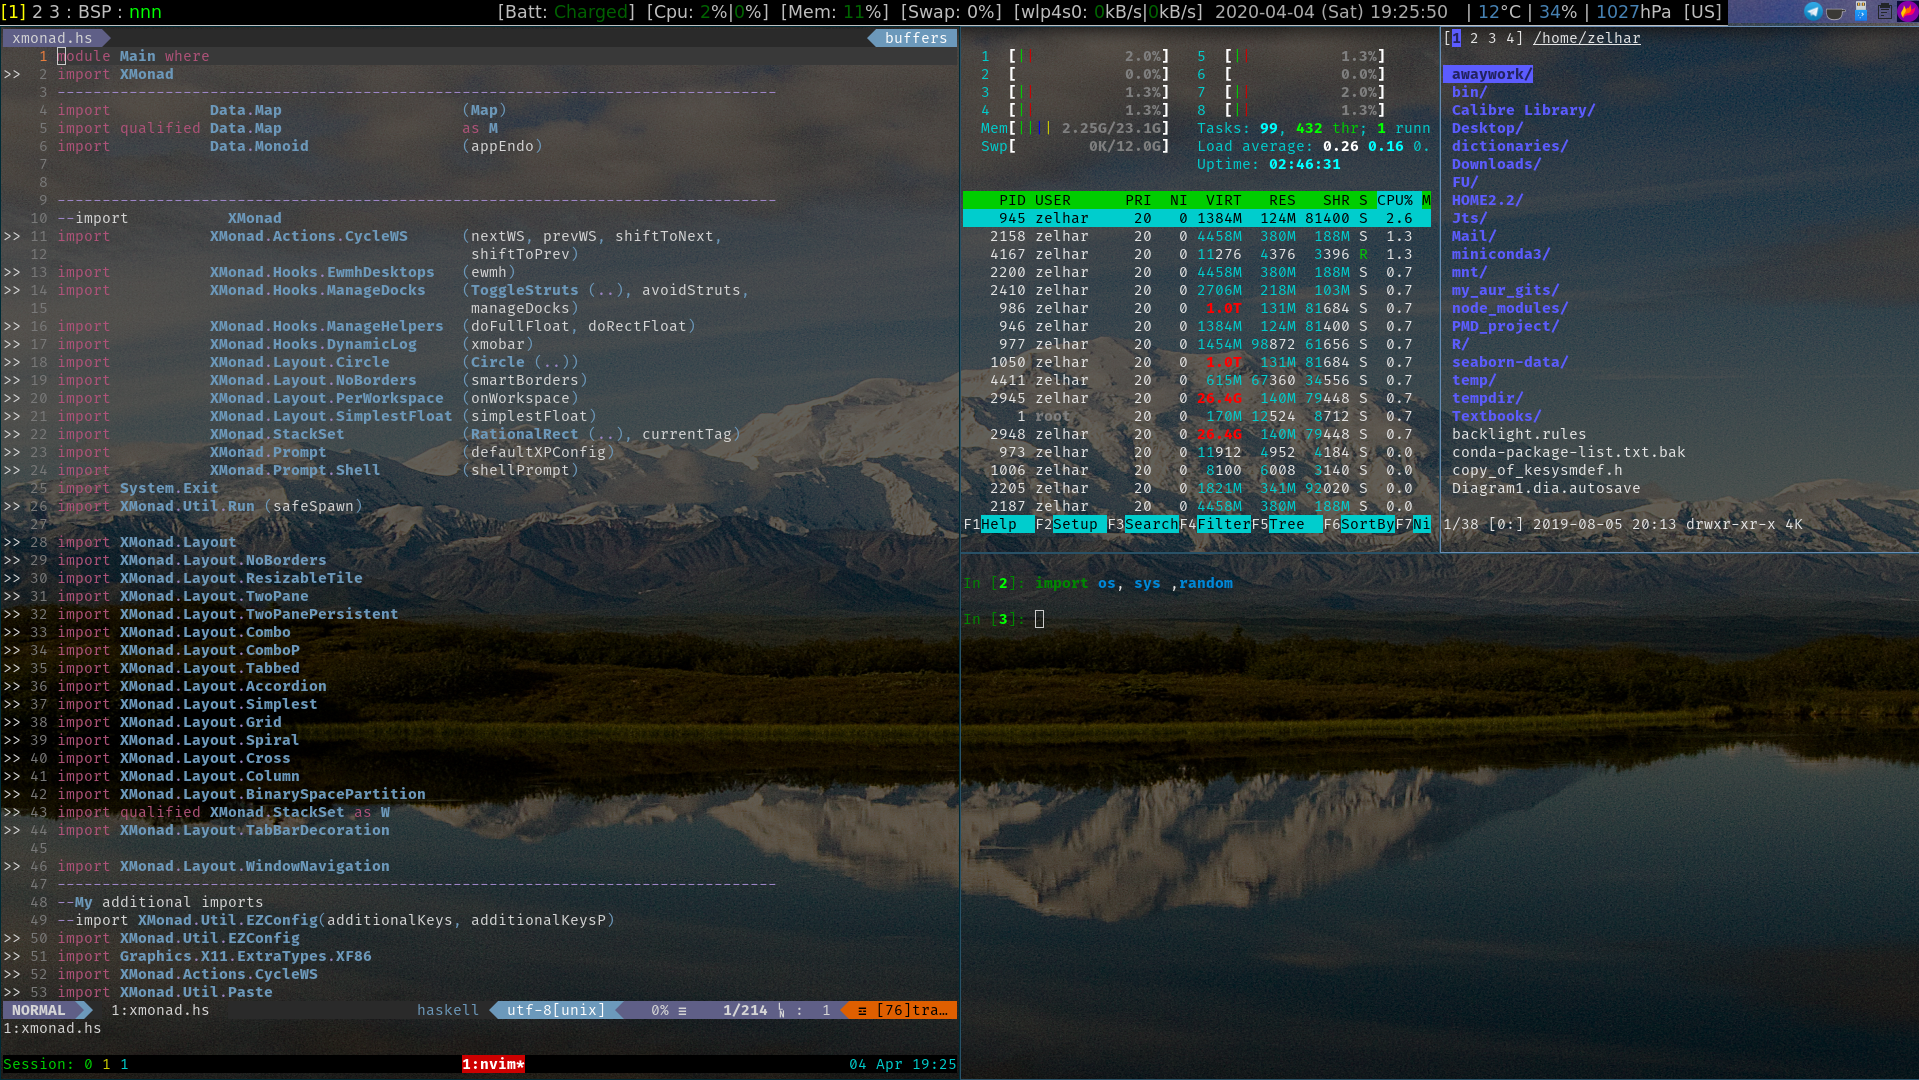 [1] 2 3 : BSP : nnn
[Batt: Charged] [Cpu: 2%|0%] [Mem: 11%] [Swap: 0%] [wlp4s0: 0kB/s|0kB/s] 2020-04-04 (Sat) 19:25:50 | 12°C | 34% | 1027hPa [US]
xmonad.hs buffers
1 module Main where
>> 2 import XMonad
3 --------------------------------------------------------------------------------
4 import Data.Map (Map)
5 import qualified Data.Map as M
6 import Data.Monoid (appEndo)
7
8
9 --------------------------------------------------------------------------------
10 --import XMonad
>> 11 import XMonad.Actions.CycleWS (nextWS, prevWS, shiftToNext,
12 shiftToPrev)
>> 13 import XMonad.Hooks.EwmhDesktops (ewmh)
>> 14 import XMonad.Hooks.ManageDocks (ToggleStruts (..), avoidStruts,
15 manageDocks)
>> 16 import XMonad.Hooks.ManageHelpers (doFullFloat, doRectFloat)
>> 17 import XMonad.Hooks.DynamicLog (xmobar)
>> 18 import XMonad.Layout.Circle (Circle (..))
>> 19 import XMonad.Layout.NoBorders (smartBorders)
>> 20 import XMonad.Layout.PerWorkspace (onWorkspace)
>> 21 import XMonad.Layout.SimplestFloat (simplestFloat)
>> 22 import XMonad.StackSet (RationalRect (..), currentTag)
>> 23 import XMonad.Prompt (defaultXPConfig)
>> 24 import XMonad.Prompt.Shell (shellPrompt)
25 import System.Exit
>> 26 import XMonad.Util.Run (safeSpawn)
27
>> 28 import XMonad.Layout
>> 29 import XMonad.Layout.NoBorders
>> 30 import XMonad.Layout.ResizableTile
>> 31 import XMonad.Layout.TwoPane
>> 32 import XMonad.Layout.TwoPanePersistent
>> 33 import XMonad.Layout.Combo
>> 34 import XMonad.Layout.ComboP
>> 35 import XMonad.Layout.Tabbed
>> 36 import XMonad.Layout.Accordion
>> 37 import XMonad.Layout.Simplest
>> 38 import XMonad.Layout.Grid
>> 39 import XMonad.Layout.Spiral
>> 40 import XMonad.Layout.Cross
>> 41 import XMonad.Layout.Column
>> 42 import XMonad.Layout.BinarySpacePartition
>> 43 import qualified XMonad.StackSet as W
>> 44 import XMonad.Layout.TabBarDecoration
45
>> 46 import XMonad.Layout.WindowNavigation
47 --------------------------------------------------------------------------------
48 --My additional imports
49 --import XMonad.Util.EZConfig(additionalKeys, additionalKeysP)
>> 50 import XMonad.Util.EZConfig
>> 51 import Graphics.X11.ExtraTypes.XF86
>> 52 import XMonad.Actions.CycleWS
>> 53 import XMonad.Util.Paste
NORMAL 1:xmonad.hs haskell utf-8[unix] 0% ≡ 1/214 : 1 ≡ [76]tra…
1:xmonad.hs
Session: 0 1 1 1:nvim* 04 Apr 19:25
1 [|| 2.0%] 5 [|| 1.3%]
2 [ 0.0%] 6 [ 0.0%]
3 [|| 1.3%] 7 [|| 2.0%]
4 [|| 1.3%] 8 [|| 1.3%]
Mem[|||| 2.25G/23.1G] Tasks: 99, 432 thr; 1 runn
Swp[ 0K/12.0G] Load average: 0.26 0.16 0.
Uptime: 02:46:31
PID USER PRI NI VIRT RES SHR S CPU% M
945 zelhar 20 0 1384M 124M 81400 S 2.6
2158 zelhar 20 0 4458M 380M 188M S 1.3
4167 zelhar 20 0 11276 4376 3396 R 1.3
2200 zelhar 20 0 4458M 380M 188M S 0.7
2410 zelhar 20 0 2706M 218M 103M S 0.7
986 zelhar 20 0 1.0T 131M 81684 S 0.7
946 zelhar 20 0 1384M 124M 81400 S 0.7
977 zelhar 20 0 1454M 98872 61656 S 0.7
1050 zelhar 20 0 1.0T 131M 81684 S 0.7
4411 zelhar 20 0 615M 67360 34556 S 0.7
2945 zelhar 20 0 20.4G 140M 79448 S 0.7
1 root 20 0 170M 12524 8712 S 0.7
2948 zelhar 20 0 20.4G 140M 79448 S 0.7
973 zelhar 20 0 11912 4952 4184 S 0.0
1006 zelhar 20 0 8100 6008 3140 S 0.0
2205 zelhar 20 0 1821M 341M 92020 S 0.0
2187 zelhar 20 0 4458M 380M 188M S 0.0
F1Help F2Setup F3SearchF4FilterF5Tree F6SortByF7Ni
[1 2 3 4] /home/zelhar
awaywork/
bin/
Calibre Library/
Desktop/
dictionaries/
Downloads/
FU/
HOME2.2/
Jts/
Mail/
miniconda3/
mnt/
my_aur_gits/
node_modules/
PMD_project/
R/
seaborn-data/
temp/
tempdir/
Textbooks/
backlight.rules
conda-package-list.txt.bak
copy_of_kesysmdef.h
Diagram1.dia.autosave
1/38 [0:] 2019-08-05 20:13 drwxr-xr-x 4K
In [2]: import os, sys ,random
In [3]: